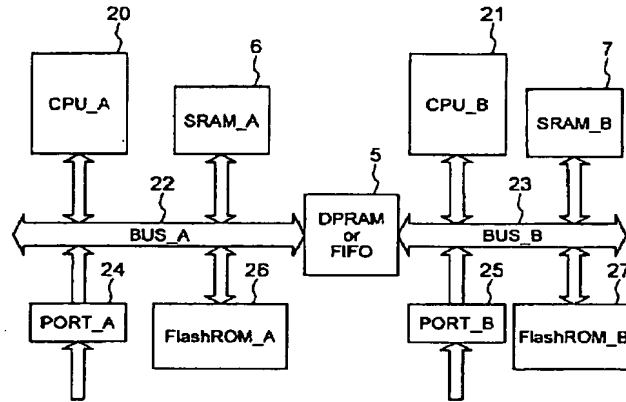 20
6
21
7
CPU_A
SRAM_A
CPU_B
SRAM_B
5
22
23
DPRAM
or
FIFO
BUS_A
BUS_B
24
26
25
27
PORT_A
FlashROM_A
PORT_B
FlashROM_B